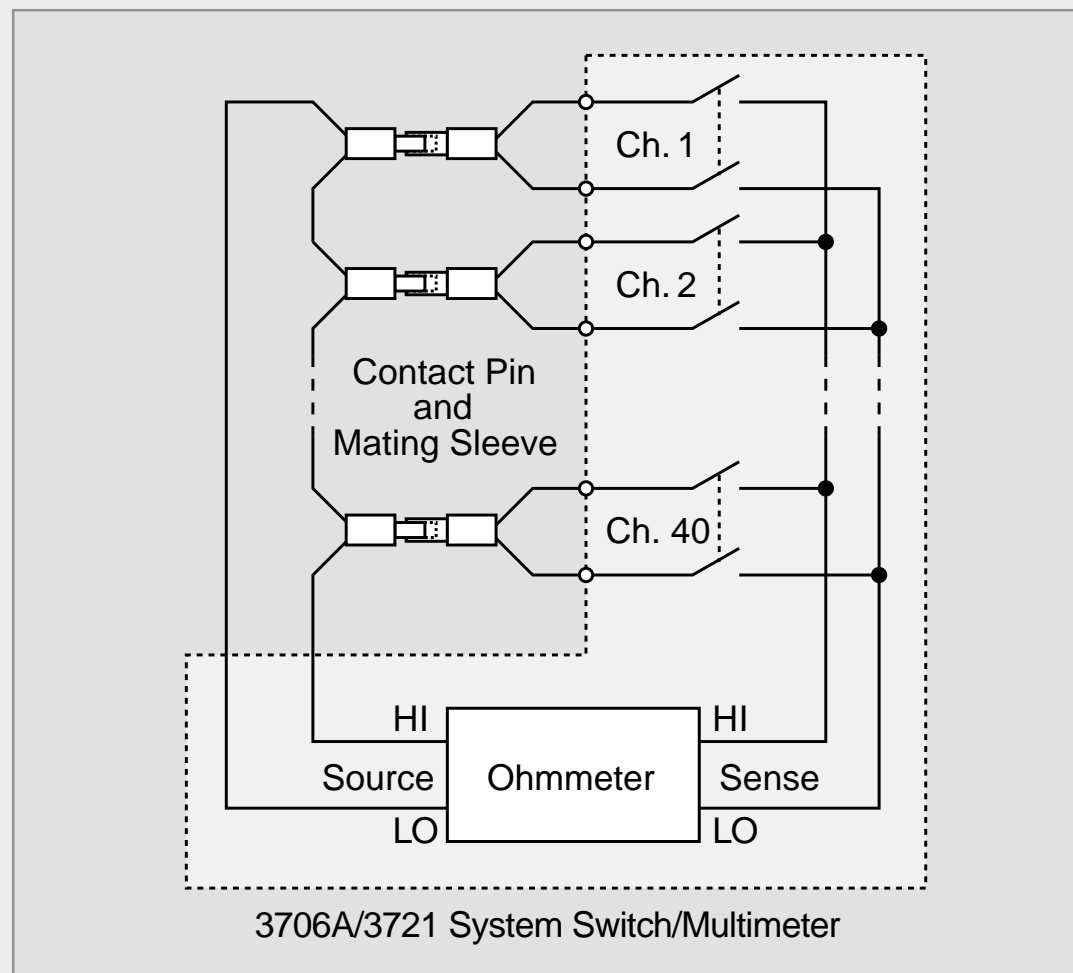 Ch. 1
Ch. 2
Contact Pin
and
Mating Sleeve
Ch. 40
HI
HI
Source
Ohmmeter
Sense
LO
LO
3706A/3721 System Switch/Multimeter